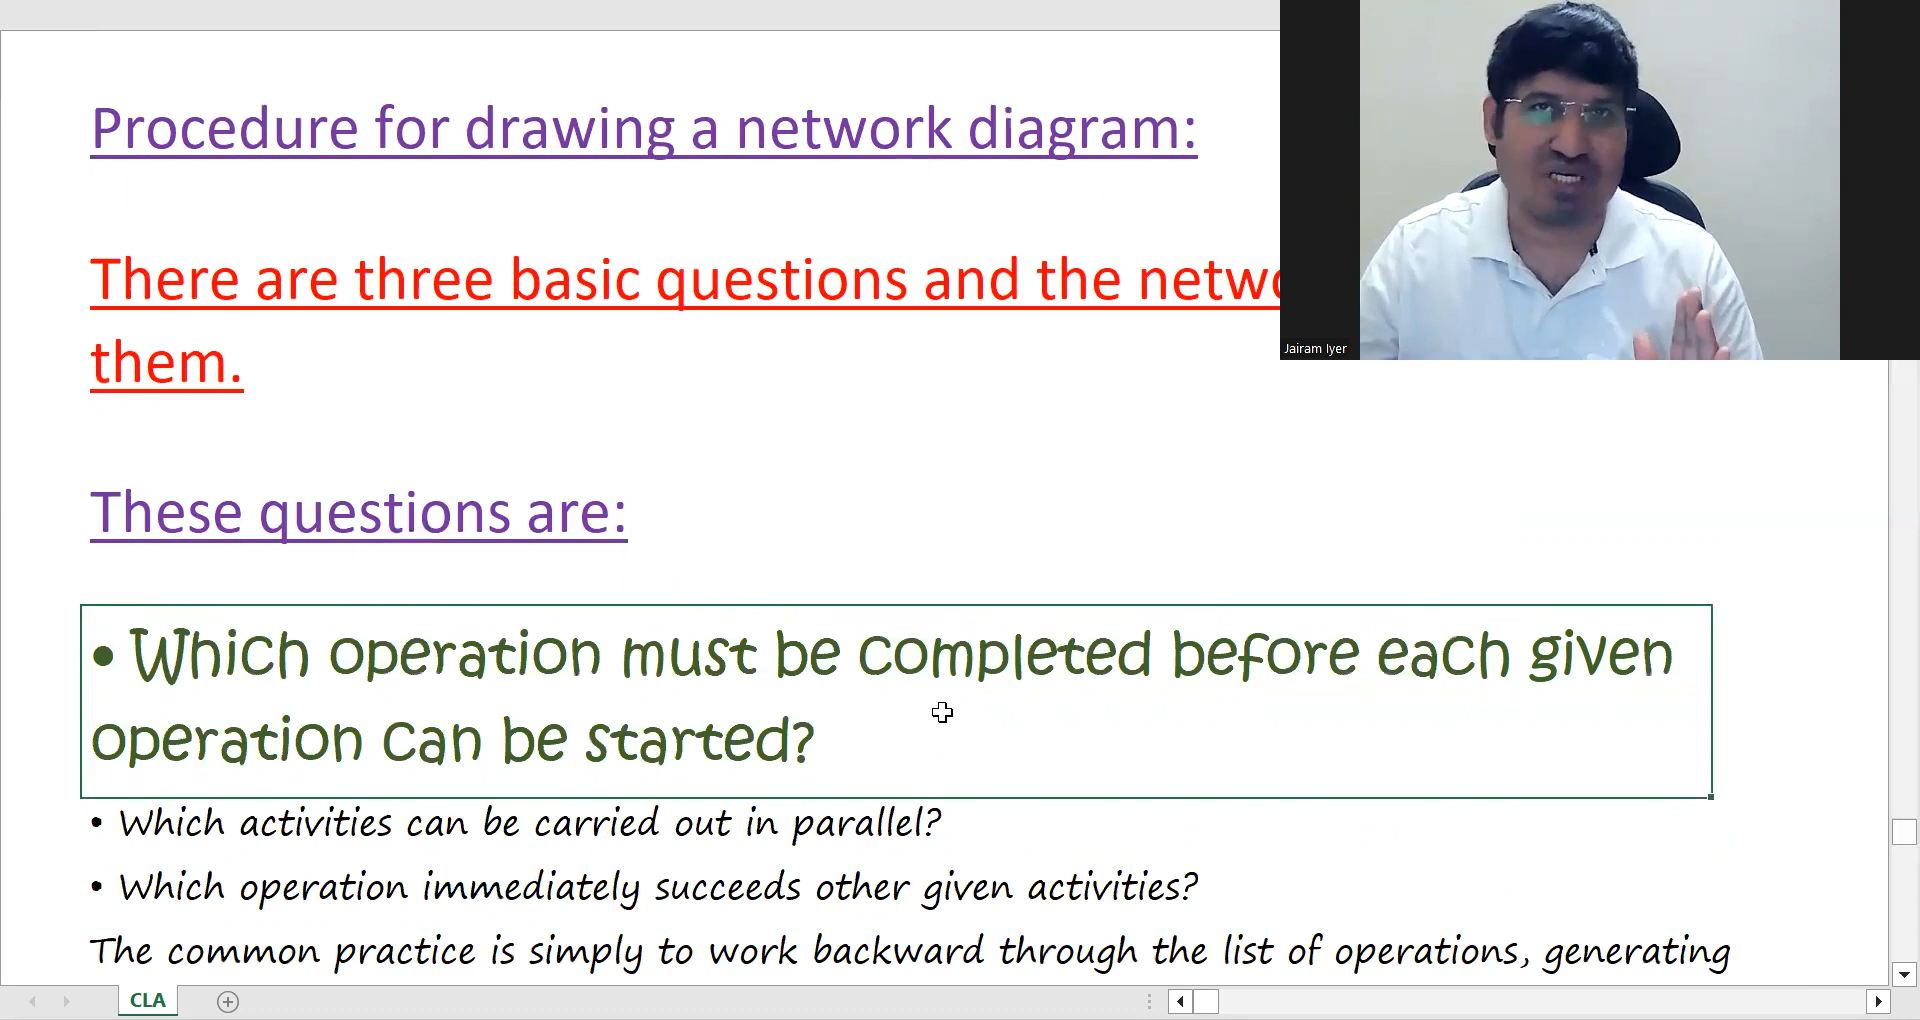 Procedure for drawing a network diagram:
There are three basic questions and the netwo
them.
Jairam Iyer
These questions are:
• Which operation must be completed before each given
operation can be started?
• Which activities can be carried out in parallel?
• Which operation immediately succeeds other given activities?
The common practice is simply to work backward through the list of operations, generating
CLA